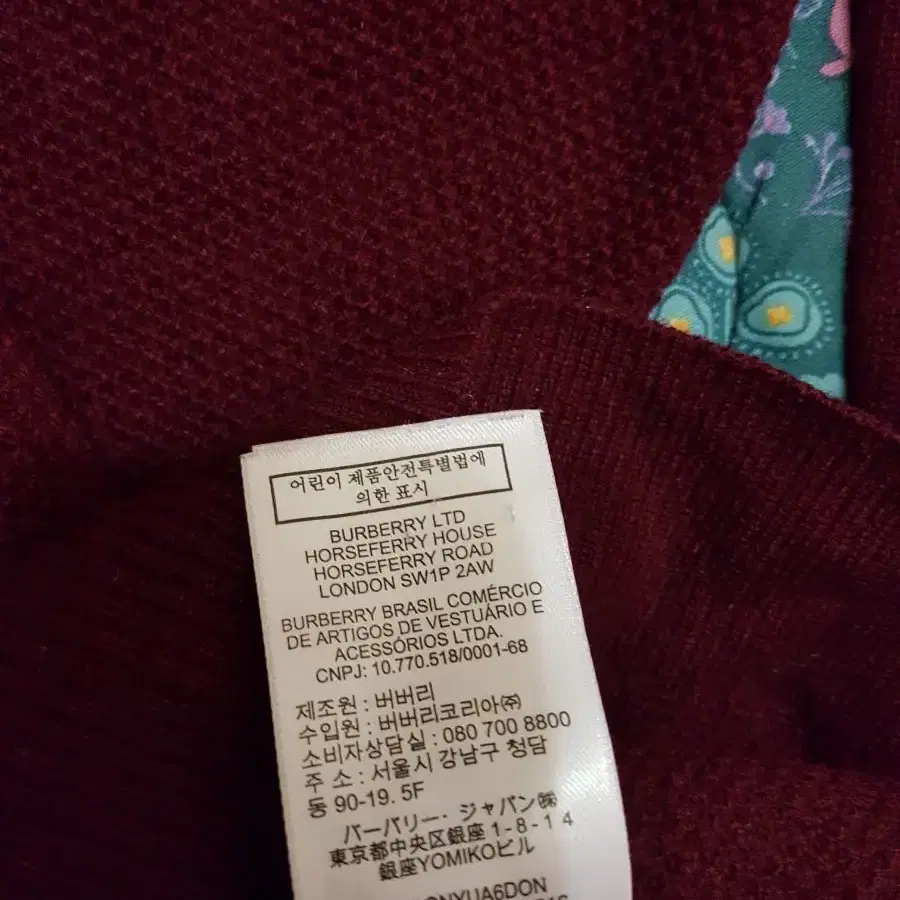 어린이 제품안전특별법에
의한 표시
BURBERRY LTD
HORSEFERRY HOUSE
HORSEFERRY ROAD
LONDON SW1P 2AW
BURBERRY BRASIL COMÉRCIO
DE ARTIGOS DE VESTUÁRIO E
ACESSÓRIOS LTDA.
CNPJ: 10.770.518/0001-68
제조원 : 버버리
수입원 : 버버리코리아㈜
소비자상담실 : 080 700 8800
주 소 : 서울시 강남구 청담
동 90-19. 5F
バーバリー・ジャパン㈱
東京都中央区銀座1-8-14
銀座YOMIKOビル